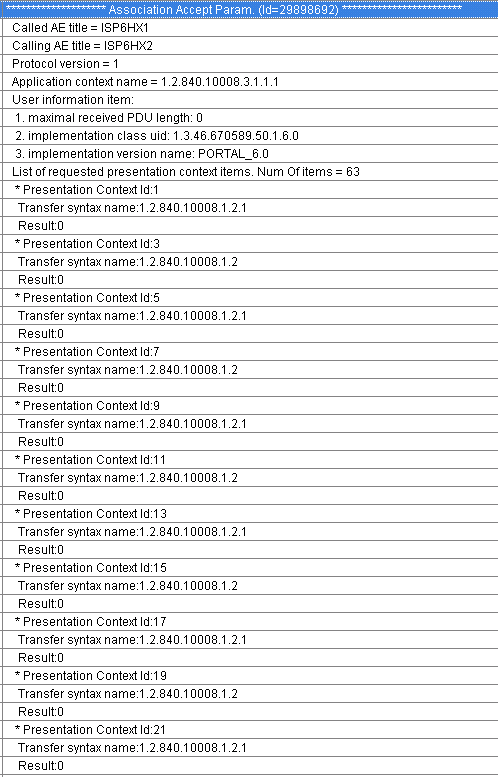 ******************** Association Accept Param. (Id=29898692) ************************
Called AE title = ISP6HX1
Calling AE title = ISP6HX2
Protocol version = 1
Application context name = 1.2.840.10008.3.1.1.1
User information item:
1. maximal received PDU length: 0
2. implementation class uid: 1.3.46.670589.50.1.6.0
3. implementation version name: PORTAL_6.0
List of requested presentation context items. Num Of items = 63
* Presentation Context Id:1
Transfer syntax name:1.2.840.10008.1.2.1
Result:0
* Presentation Context Id:3
Transfer syntax name:1.2.840.10008.1.2
Result:0
* Presentation Context Id:5
Transfer syntax name:1.2.840.10008.1.2.1
Result:0
* Presentation Context Id:7
Transfer syntax name:1.2.840.10008.1.2
Result:0
* Presentation Context Id:9
Transfer syntax name:1.2.840.10008.1.2.1
Result:0
* Presentation Context Id:11
Transfer syntax name:1.2.840.10008.1.2
Result:0
* Presentation Context Id:13
Transfer syntax name:1.2.840.10008.1.2.1
Result:0
* Presentation Context Id:15
Transfer syntax name:1.2.840.10008.1.2
Result:0
* Presentation Context Id:17
Transfer syntax name:1.2.840.10008.1.2.1
Result:0
* Presentation Context Id:19
Transfer syntax name:1.2.840.10008.1.2
Result:0
* Presentation Context Id:21
Transfer syntax name:1.2.840.10008.1.2.1
Result:0